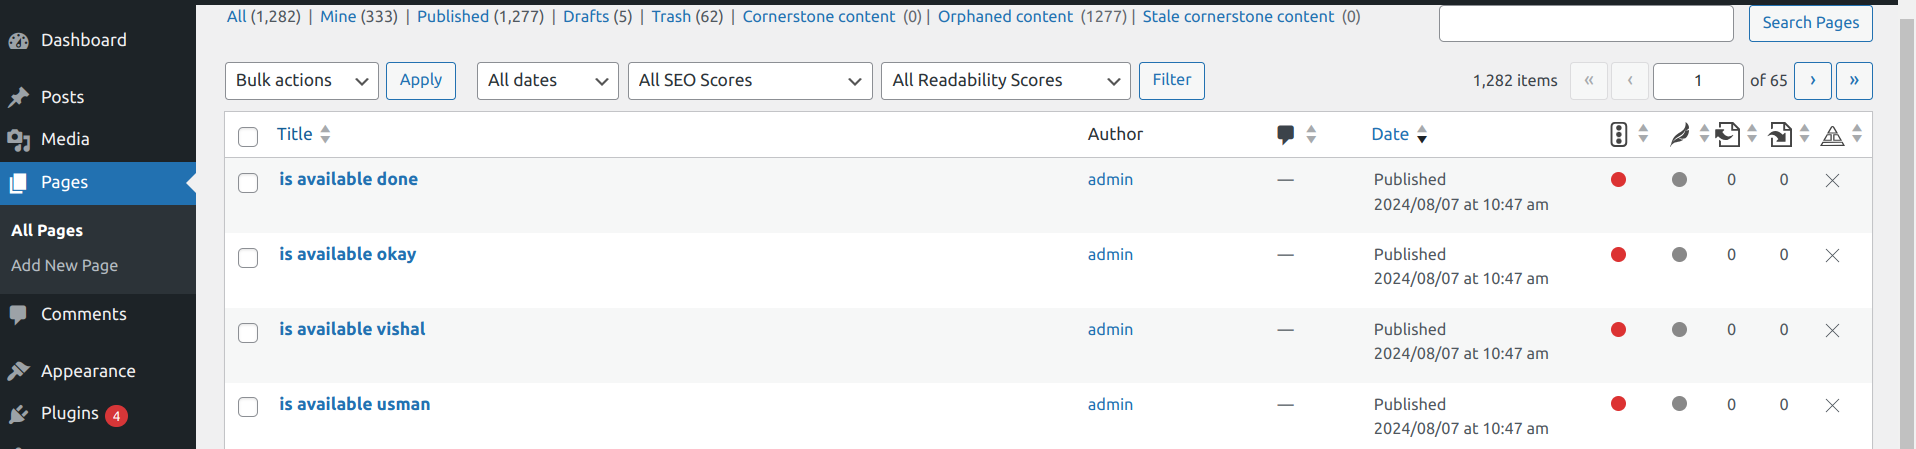 Dashboard
Posts
Media
Pages
All Pages
Add New Page
Comments
Appearance
Plugins 4
All (1,282) | Mine (333) | Published (1,277) | Drafts (5) | Trash (62) | Cornerstone content (0) | Orphaned content (1277) | Stale cornerstone content (0)
Search Pages
Bulk actions Apply All dates All SEO Scores All Readability Scores Filter 1,282 items « ‹ 1 of 65 › »
Title Author Date
is available done admin — Published 0 0
2024/08/07 at 10:47 am
is available okay admin — Published 0 0
2024/08/07 at 10:47 am
is available vishal admin — Published 0 0
2024/08/07 at 10:47 am
is available usman admin — Published 0 0
2024/08/07 at 10:47 am